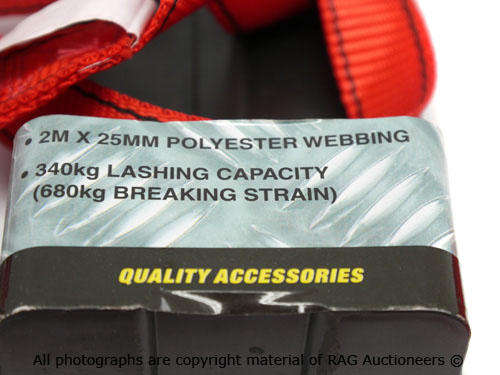 • 2M X 25MM POLYESTER WEBBING
• 340kg LASHING CAPACITY
(680kg BREAKING STRAIN)
QUALITY ACCESSORIES
All photographs are copyright material of RAG Auctioneers ©